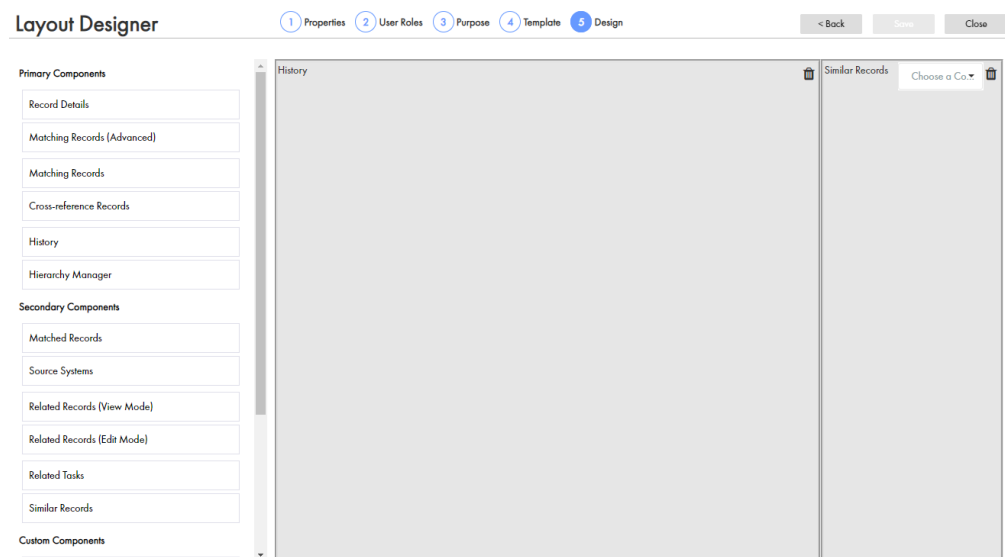 Layout Designer
1 Properties 2 User Roles 3 Purpose 4 Template 5 Design
< Back Save Close
Primary Components
Record Details
Matching Records (Advanced)
Matching Records
Cross-reference Records
History
Hierarchy Manager
Secondary Components
Matched Records
Source Systems
Related Records (View Mode)
Related Records (Edit Mode)
Related Tasks
Similar Records
Custom Components
History
Similar Records Choose a Co...